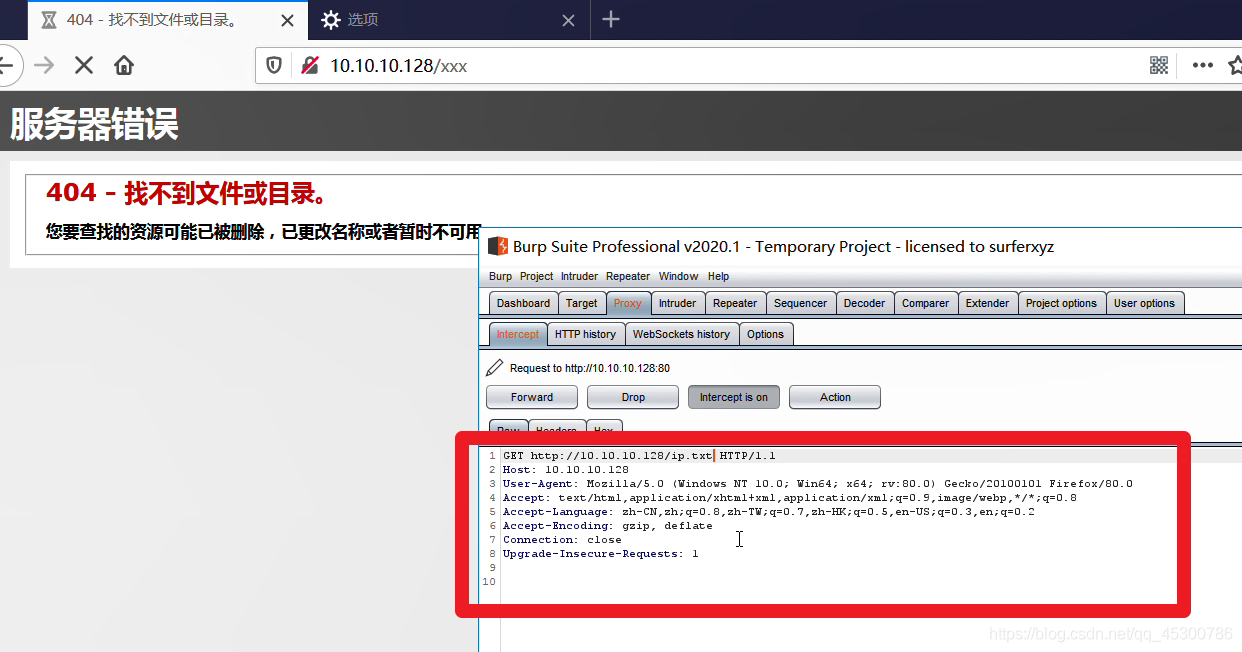 404 - 找不到文件或目录。
选项
10.10.10.128/xxx
服务器错误
404 - 找不到文件或目录。
您要查找的资源可能已被删除，已更改名称或者暂时不可用
Burp Suite Professional v2020.1 - Temporary Project - licensed to surferxyz
Burp Project Intruder Repeater Window Help
Dashboard Target Proxy Intruder Repeater Sequencer Decoder Comparer Extender Project options User options
Intercept HTTP history WebSockets history Options
Request to http://10.10.10.128:80
Forward Drop Intercept is on Action
Raw Headers Hex
1 GET http://10.10.10.128/ip.txt HTTP/1.1
2 Host: 10.10.10.128
3 User-Agent: Mozilla/5.0 (Windows NT 10.0; Win64; x64; rv:80.0) Gecko/20100101 Firefox/80.0
4 Accept: text/html,application/xhtml+xml,application/xml;q=0.9,image/webp,*/*;q=0.8
5 Accept-Language: zh-CN,zh;q=0.8,zh-TW;q=0.7,zh-HK;q=0.5,en-US;q=0.3,en;q=0.2
6 Accept-Encoding: gzip, deflate
7 Connection: close
8 Upgrade-Insecure-Requests: 1
9
10
https://blog.csdn.net/qq_45300786